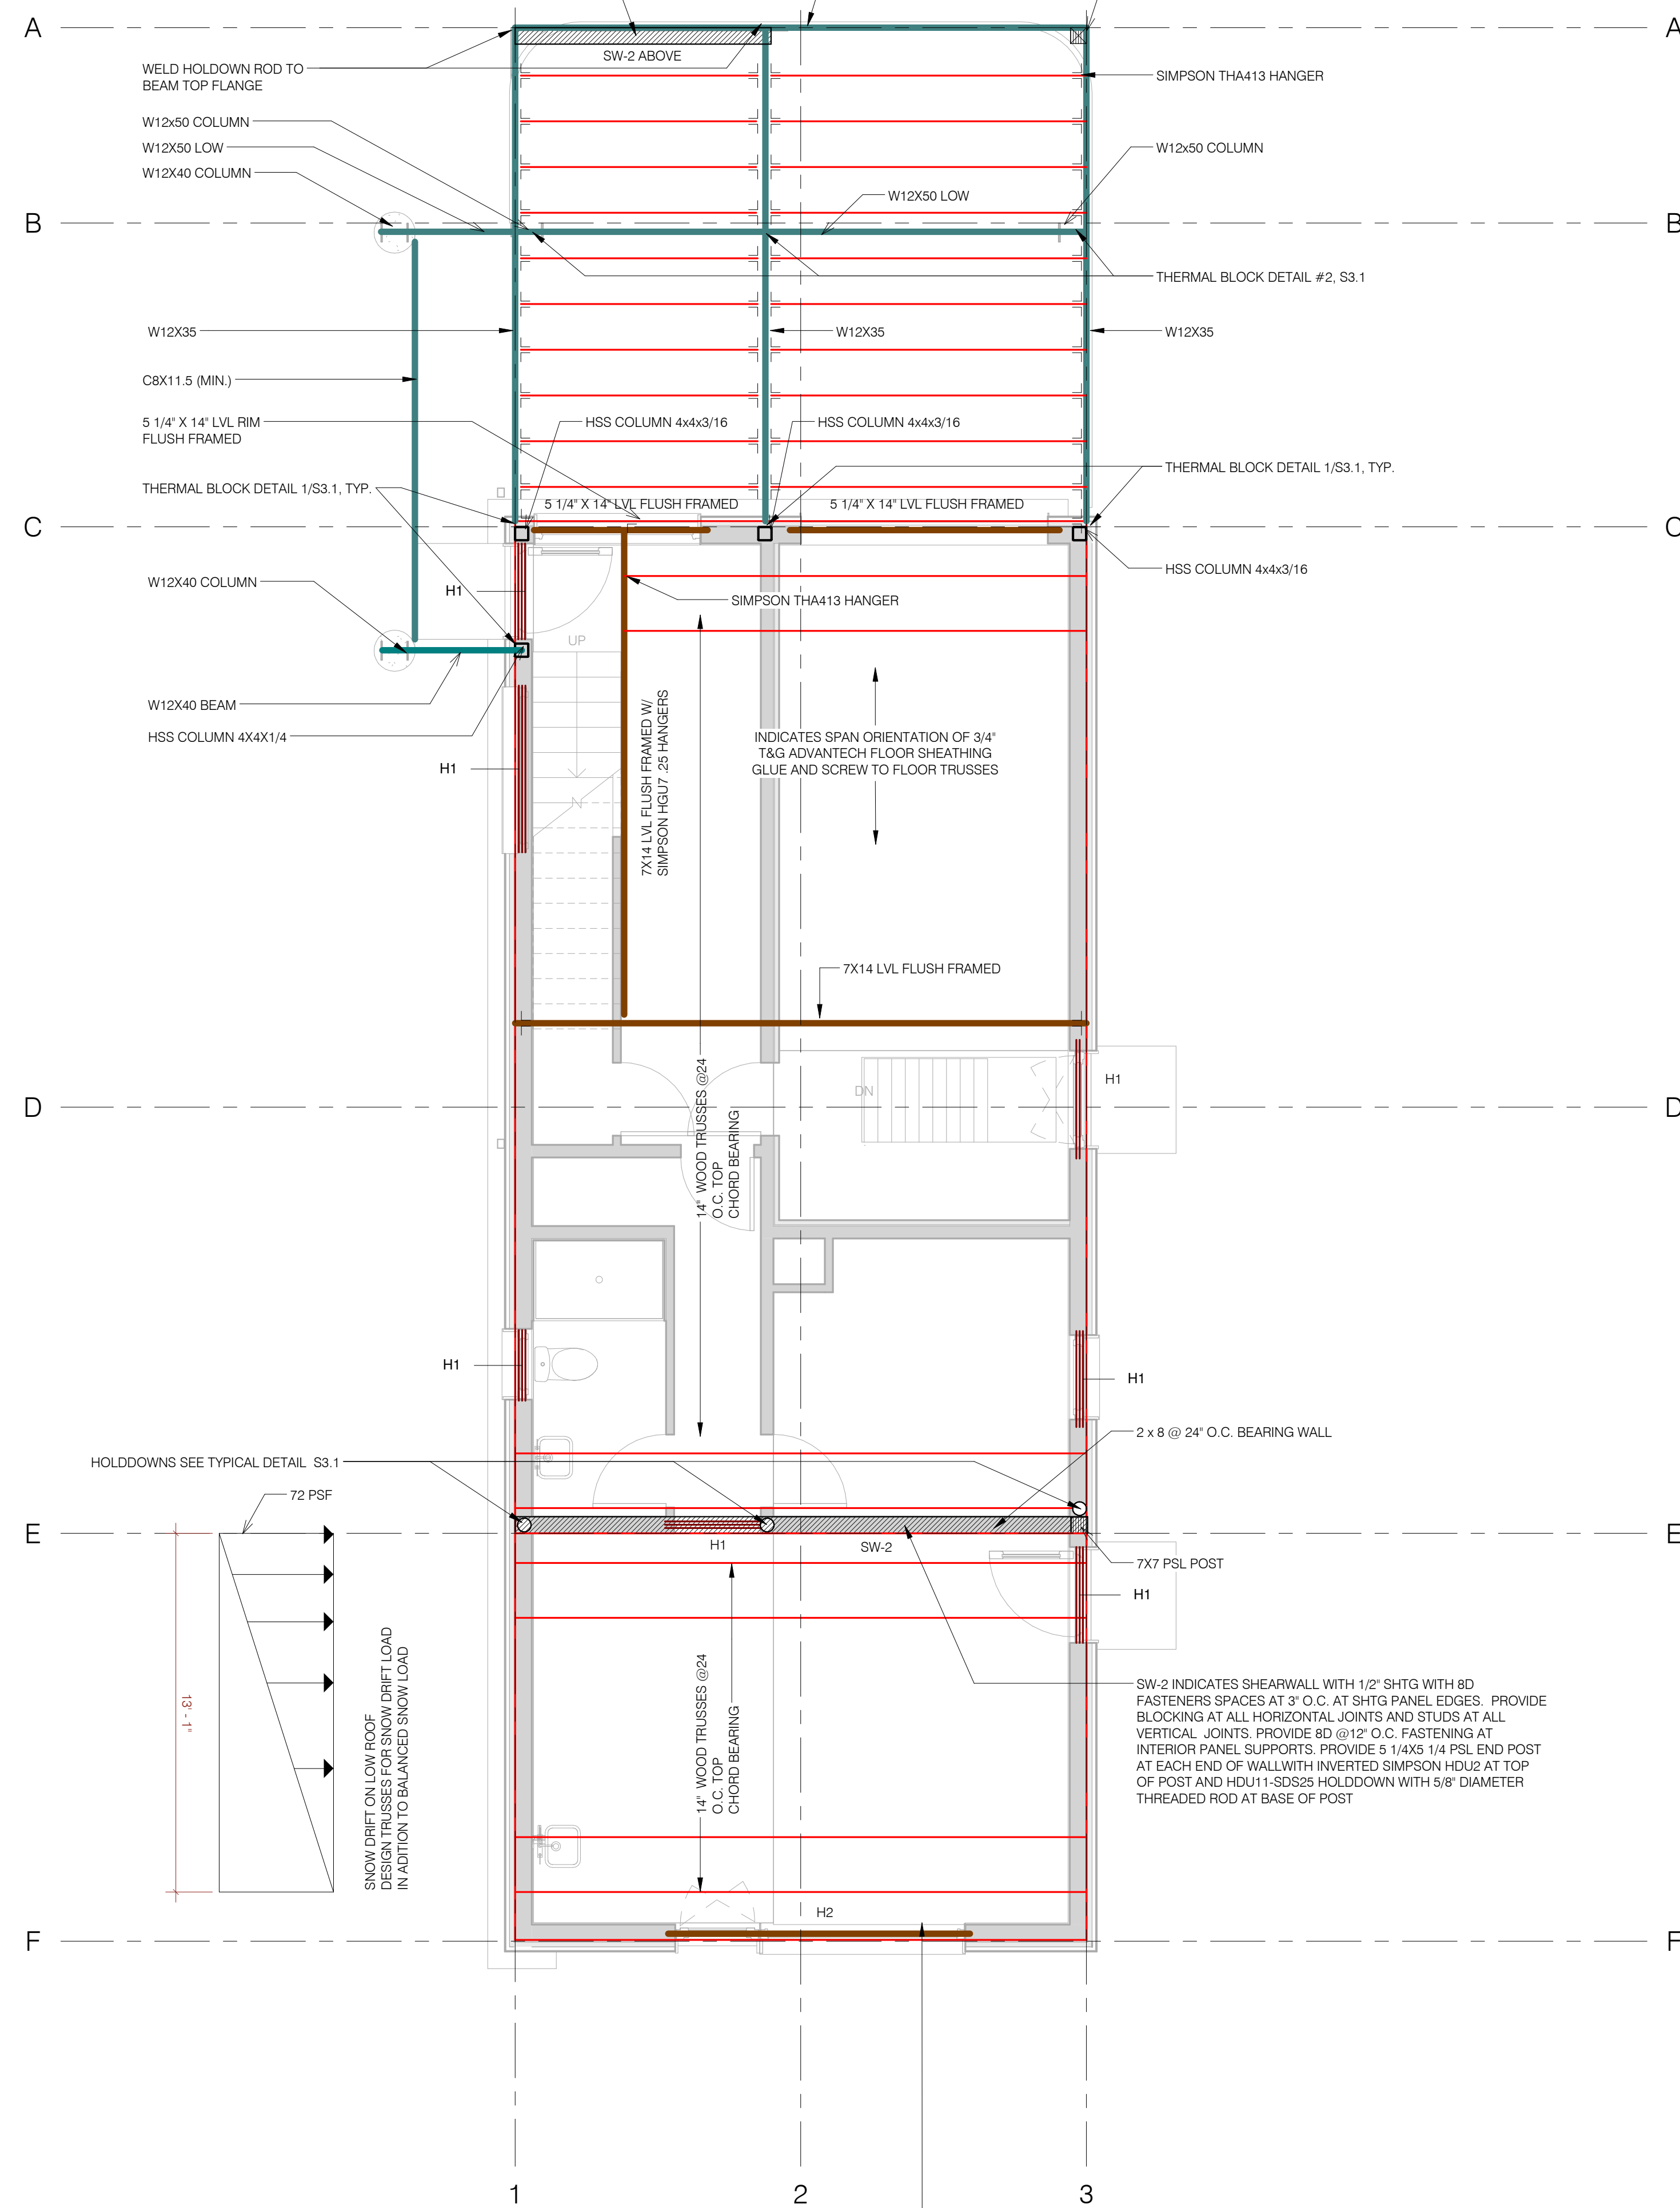 A
A
SW-2 ABOVE
WELD HOLDOWN ROD TO
BEAM TOP FLANGE
SIMPSON THA413 HANGER
W12x50 COLUMN
W12X50 LOW
W12X40 COLUMN
W12x50 COLUMN
W12X50 LOW
B
B
THERMAL BLOCK DETAIL #2, S3.1
W12X35
W12X35
W12X35
C8X11.5 (MIN.)
5 1/4" X 14" LVL RIM
FLUSH FRAMED
HSS COLUMN 4x4x3/16
HSS COLUMN 4x4x3/16
THERMAL BLOCK DETAIL 1/S3.1, TYP.
THERMAL BLOCK DETAIL 1/S3.1, TYP.
5 1/4" X 14" LVL FLUSH FRAMED
5 1/4" X 14" LVL FLUSH FRAMED
C
C
HSS COLUMN 4x4x3/16
W12X40 COLUMN
H1
SIMPSON THA413 HANGER
UP
W12X40 BEAM
HSS COLUMN 4X4X1/4
H1
7X14 LVL FLUSH FRAMED W/
SIMPSON HGU7 .25 HANGERS
INDICATES SPAN ORIENTATION OF 3/4"
T&G ADVANTECH FLOOR SHEATHING
GLUE AND SCREW TO FLOOR TRUSSES
N
7X14 LVL FLUSH FRAMED
H1
DN
D
D
14" WOOD TRUSSES @24
O.C. TOP
CHORD BEARING
H1
H1
2 x 8 @ 24" O.C. BEARING WALL
HOLDDOWNS SEE TYPICAL DETAIL S3.1
72 PSF
E
E
H1
SW-2
7X7 PSL POST
H1
13' - 1"
SNOW DRIFT ON LOW ROOF
DESIGN TRUSSES FOR SNOW DRIFT LOAD
IN ADITION TO BALANCED SNOW LOAD
14" WOOD TRUSSES @24
O.C. TOP
CHORD BEARING
SW-2 INDICATES SHEARWALL WITH 1/2" SHTG WITH 8D
FASTENERS SPACES AT 3" O.C. AT SHTG PANEL EDGES. PROVIDE
BLOCKING AT ALL HORIZONTAL JOINTS AND STUDS AT ALL
VERTICAL JOINTS. PROVIDE 8D @12" O.C. FASTENING AT
INTERIOR PANEL SUPPORTS. PROVIDE 5 1/4X5 1/4 PSL END POST
AT EACH END OF WALLWITH INVERTED SIMPSON HDU2 AT TOP
OF POST AND HDU11-SDS25 HOLDDOWN WITH 5/8" DIAMETER
THREADED ROD AT BASE OF POST
H2
F
F
1
2
3